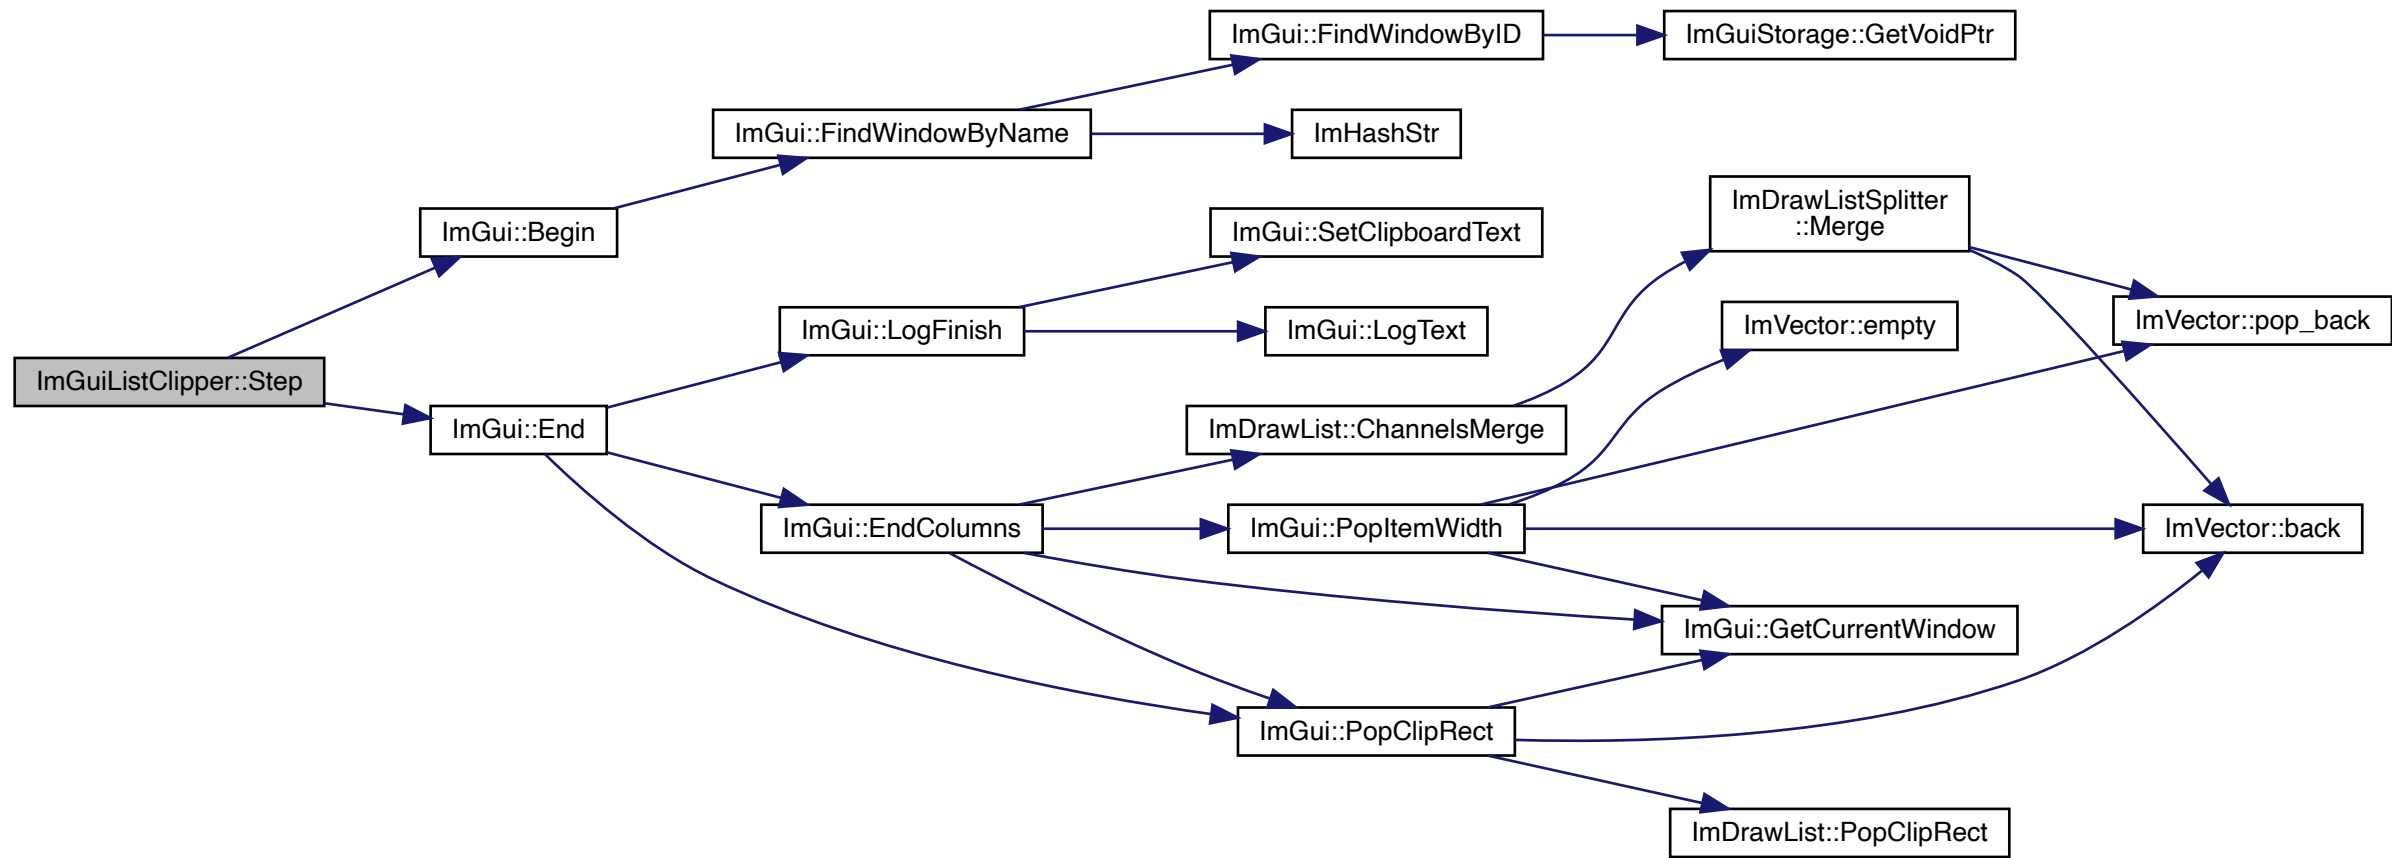 ImGui::FindWindowByID
ImGuiStorage::GetVoidPtr
ImGui::FindWindowByName
ImHashStr
ImGui::Begin
ImGui::SetClipboardText
ImDrawListSplitter
::Merge
ImGui::LogFinish
ImGui::LogText
ImVector::empty
ImVector::pop_back
ImGuiListClipper::Step
ImGui::End
ImDrawList::ChannelsMerge
ImGui::EndColumns
ImGui::PopItemWidth
ImVector::back
ImGui::GetCurrentWindow
ImGui::PopClipRect
ImDrawList::PopClipRect